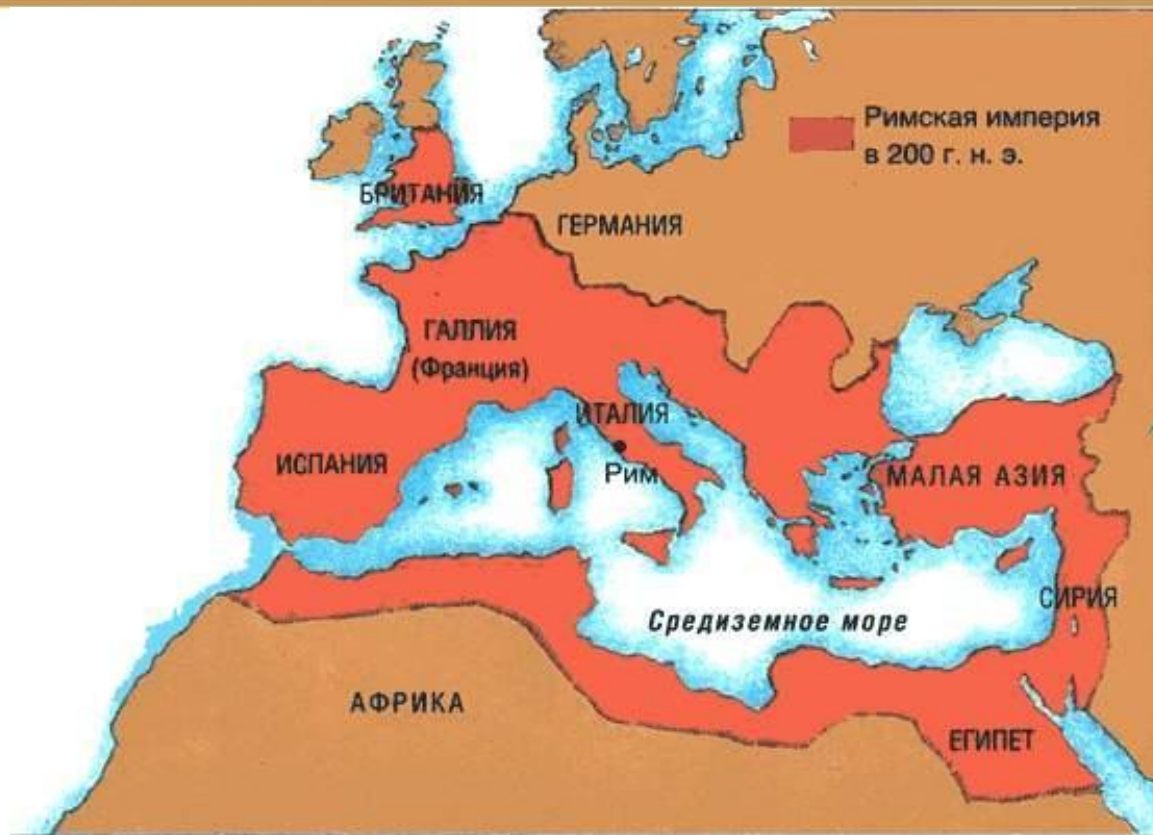 Римская империя
в 200 г. н. э.
БРИТАНИЯ
ГЕРМАНИЯ
ГАЛЛИЯ
(Франция)
ИТАЛИЯ
Рим
ИСПАНИЯ
МАЛАЯ АЗИЯ
СИРИЯ
Средиземное море
АФРИКА
ЕГИПЕТ